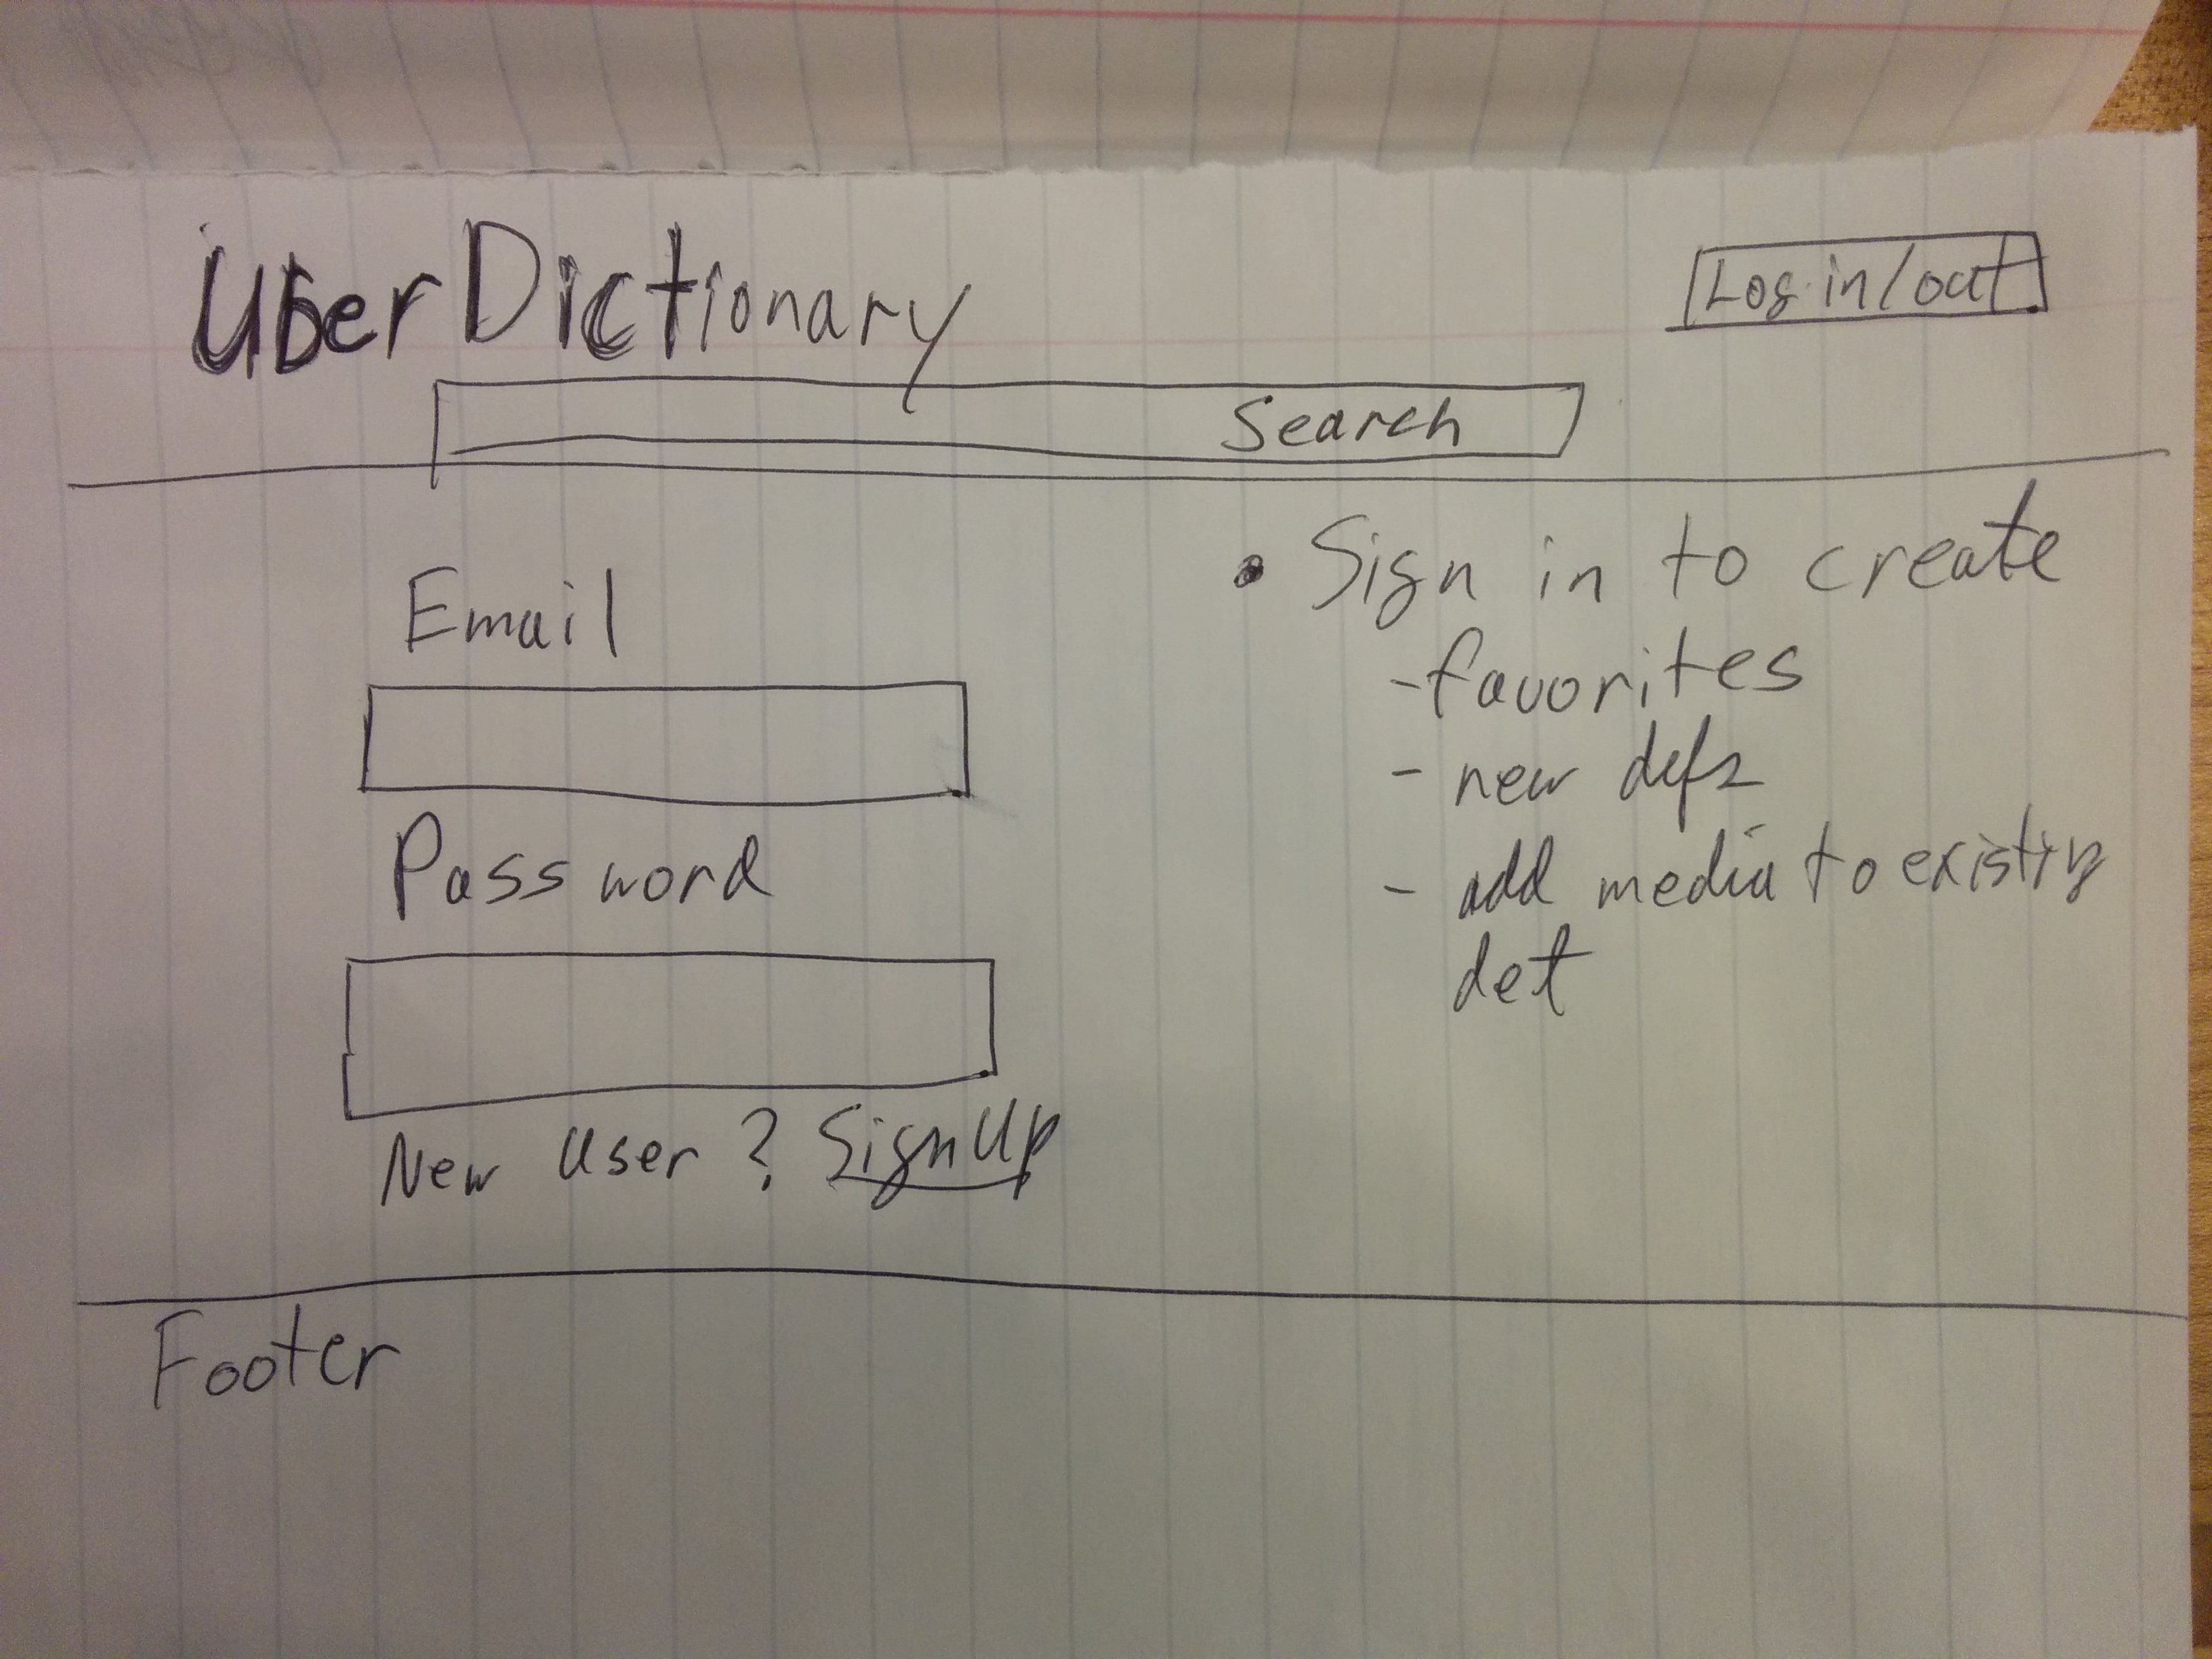 UberDictionary
Log in/out
Search
Email
Password
New user? SignUp
• Sign in to create
- favorites
- new defs
- add media to existing
def
Footer